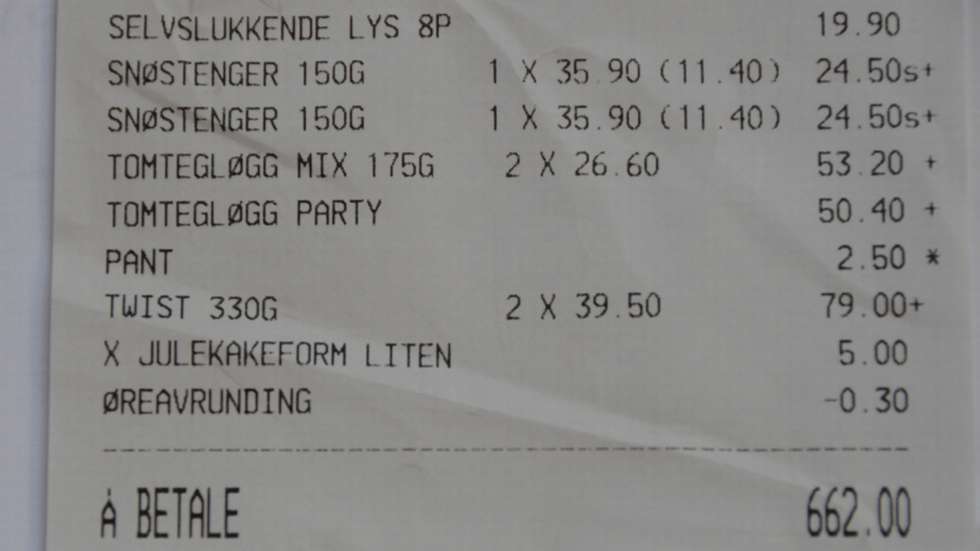 SELVSLUKKENDE LYS 8P 19.90
SNØSTENGER 150G 1 X 35.90 (11.40) 24.50s+
SNØSTENGER 150G 1 X 35.90 (11.40) 24.50s+
TOMTEGLØGG MIX 175G 2 X 26.60 53.20 +
TOMTEGLØGG PARTY 50.40 +
PANT 2.50 *
TWIST 330G 2 X 39.50 79.00+
X JULEKAKEFORM LITEN 5.00
ØREAVRUNDING -0.30
Å BETALE 662.00